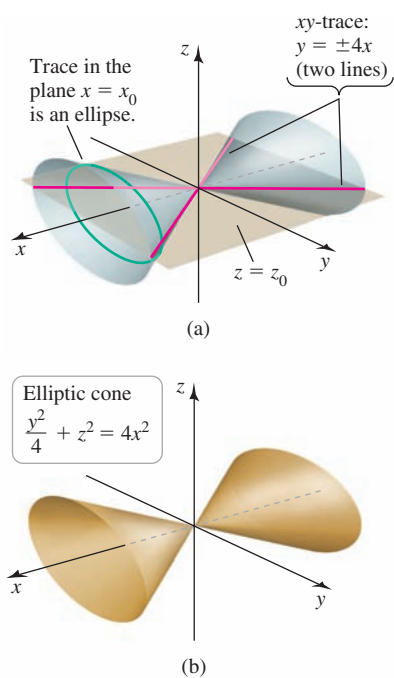 xy-trace:
y = ±4x
(two lines)
z
Trace in the
plane x = x₀
is an ellipse.
x
y
z = z₀
(a)
Elliptic cone
y²/4 + z² = 4x²
z
x
y
(b)